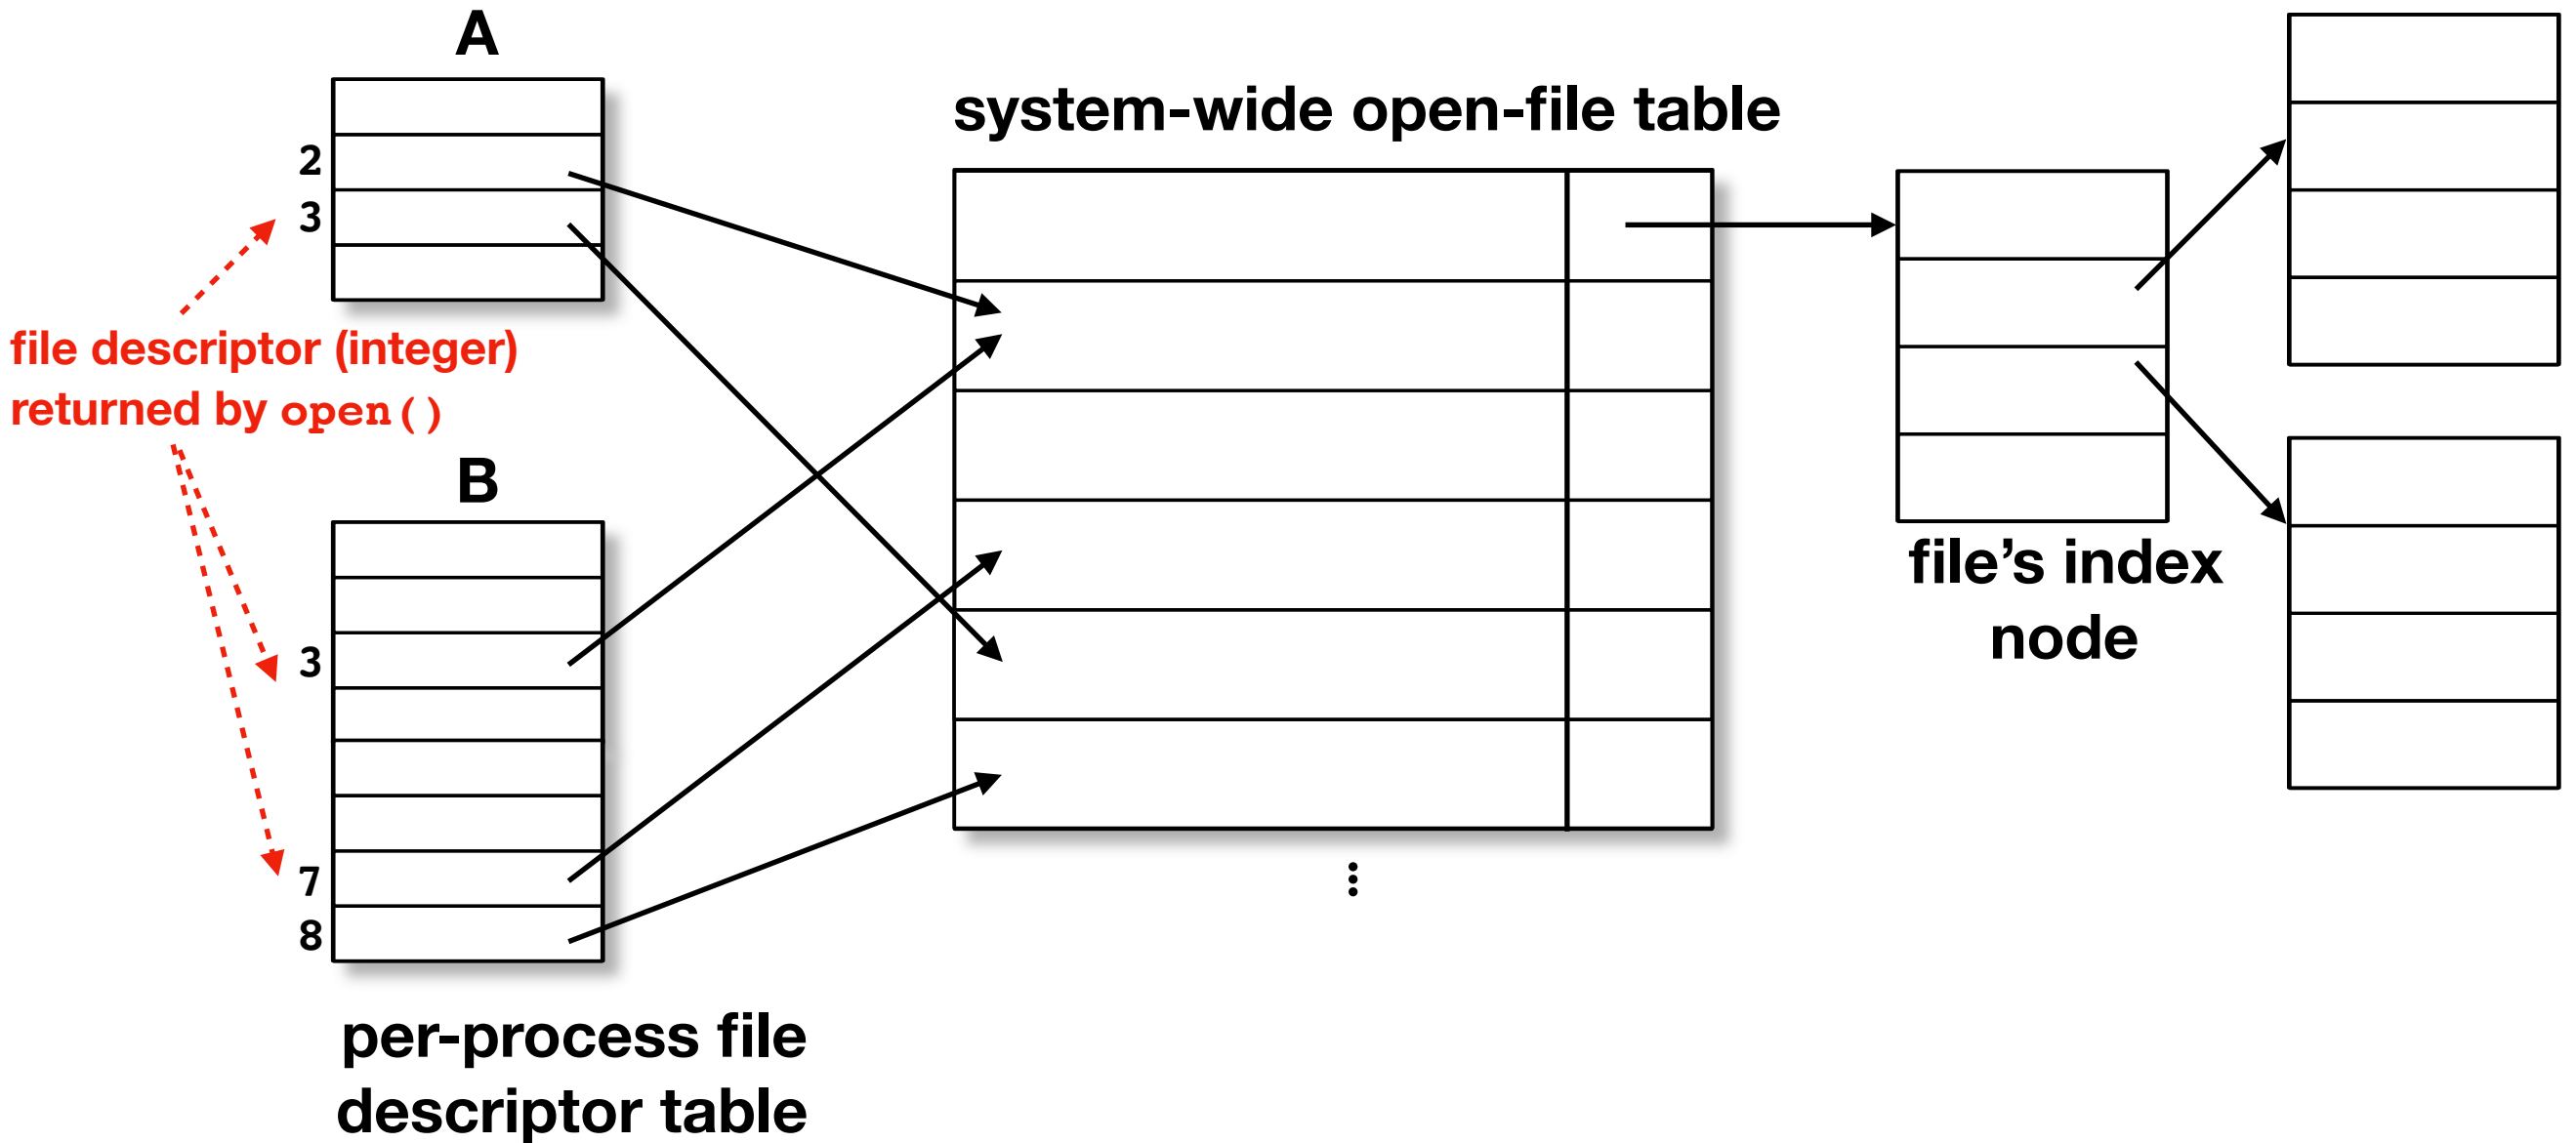 A
system-wide open-file table
2
3
file descriptor (integer)
returned by open()
B
file’s index
node
3
7
8
per-process file
descriptor table